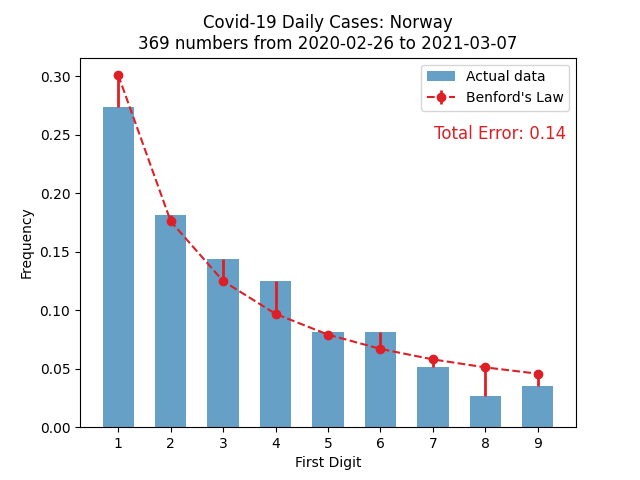 Covid-19 Daily Cases: Norway
369 numbers from 2020-02-26 to 2021-03-07
Actual data
Benford's Law
Total Error: 0.14
Frequency
0.30
0.25
0.20
0.15
0.10
0.05
0.00
1 2 3 4 5 6 7 8 9
First Digit